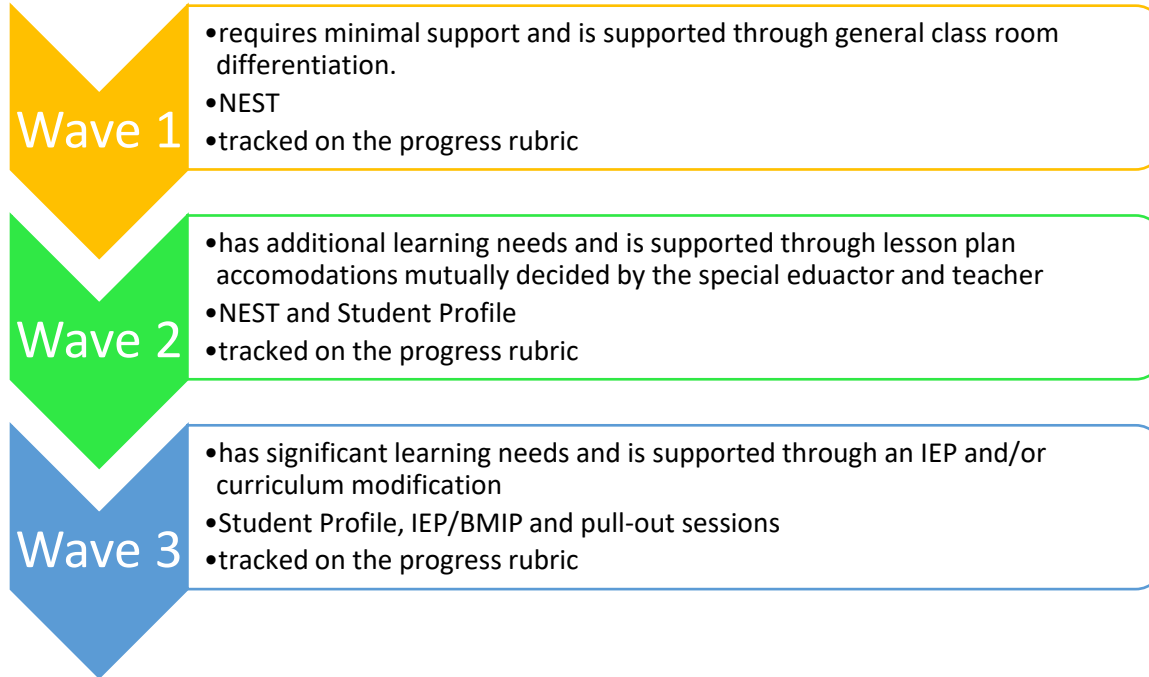 Wave 1
•requires minimal support and is supported through general class room
differentiation.
•NEST
•tracked on the progress rubric
Wave 2
•has additional learning needs and is supported through lesson plan
accomodations mutually decided by the special eduactor and teacher
•NEST and Student Profile
•tracked on the progress rubric
Wave 3
•has significant learning needs and is supported through an IEP and/or
curriculum modification
•Student Profile, IEP/BMIP and pull-out sessions
•tracked on the progress rubric